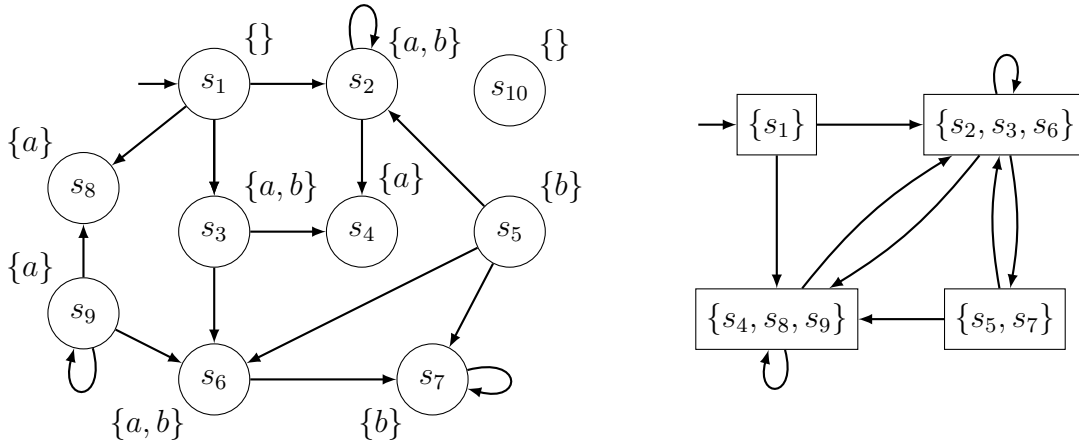 {}
s1
{a, b}
s2
{}
s10
{a}
s8
{a, b}
s3
{a}
s4
{b}
s5
{a}
s9
s6
{a, b}
s7
{b}
{s1}
{s2, s3, s6}
{s4, s8, s9}
{s5, s7}